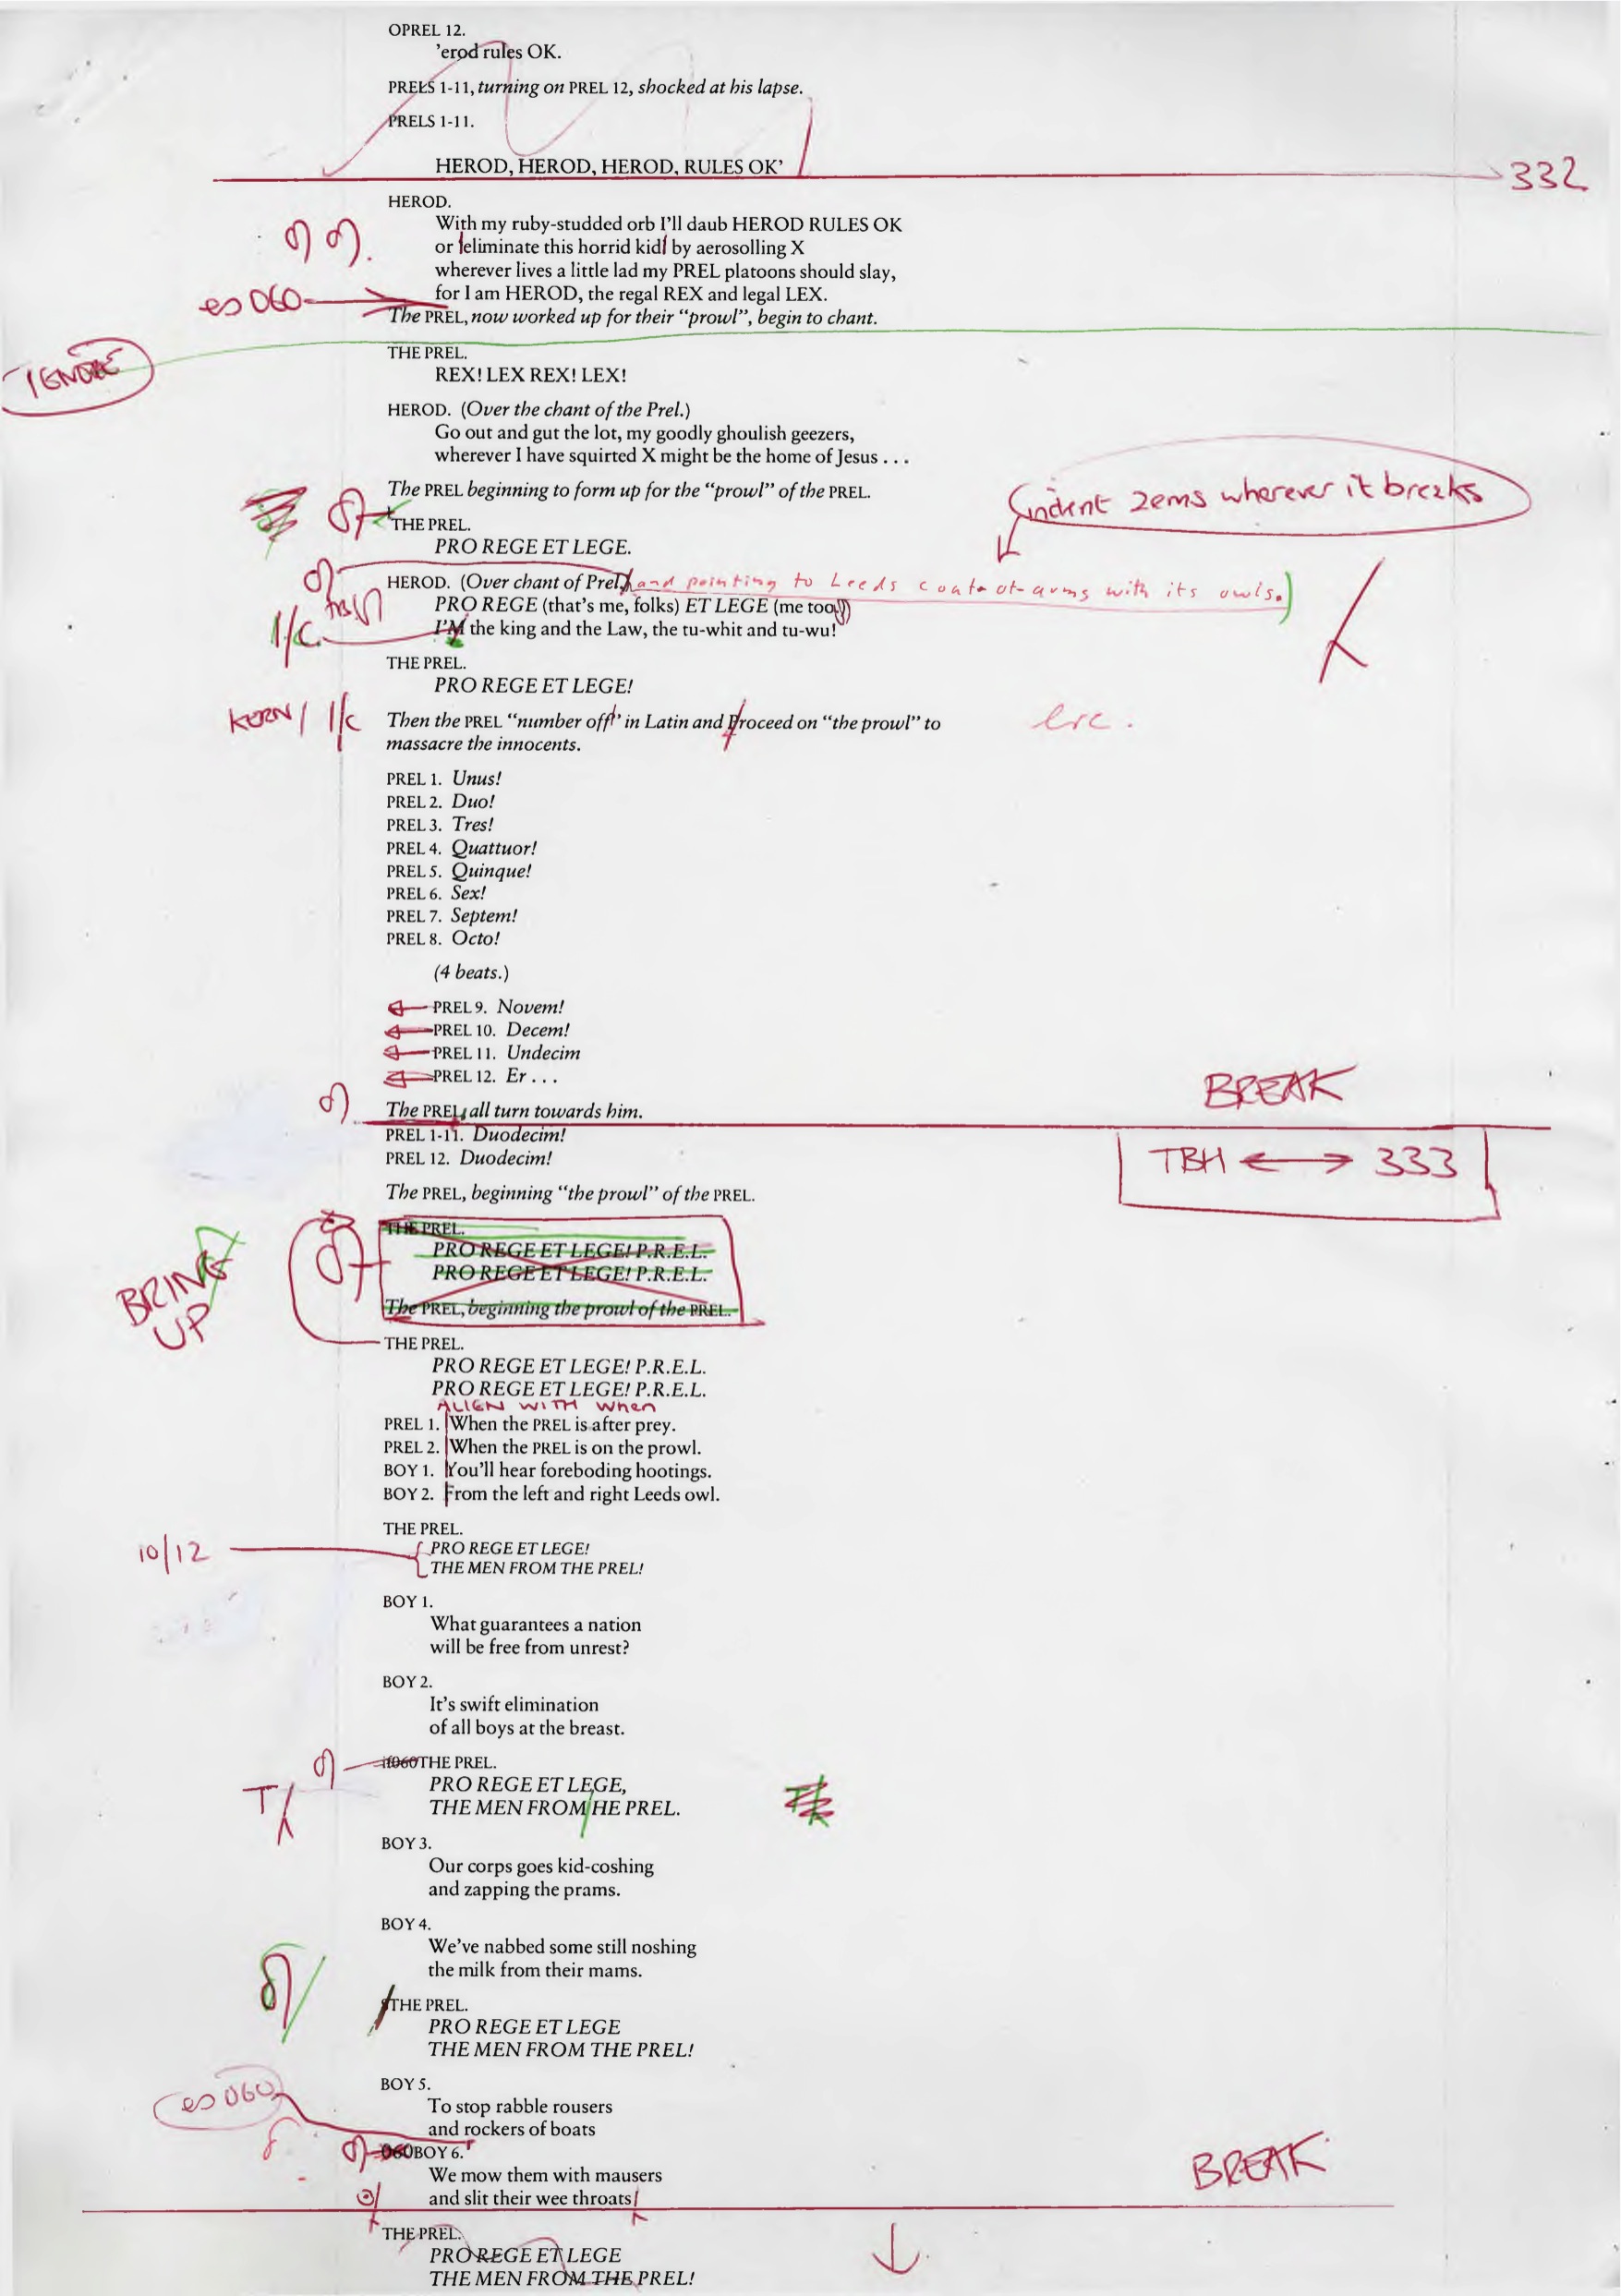 OPREL 12.
'erod rules OK.
PRELS 1-11, turning on PREL 12, shocked at his lapse.
PRELS 1-11.
HEROD, HEROD, HEROD, RULES OK'
332
HEROD.
With my ruby-studded orb I'll daub HEROD RULES OK
or eliminate this horrid kid by aerosolling X
wherever lives a little lad my PREL platoons should slay,
es 060
for I am HEROD, the regal REX and legal LEX.
The PREL, now worked up for their "prowl", begin to chant.
IGNORE
THE PREL.
REX! LEX REX! LEX!
HEROD. (Over the chant of the Prel.)
Go out and gut the lot, my goodly ghoulish geezers,
wherever I have squirted X might be the home of Jesus . . .
The PREL beginning to form up for the "prowl" of the PREL.
indent 2ems wherever it breaks
THE PREL.
PRO REGE ET LEGE.
HEROD. (Over chant of Prel, and pointing to Leeds coat-of-arms with its owls.)
PRO REGE (that's me, folks) ET LEGE (me too!)
l/c I'M the king and the Law, the tu-whit and tu-wu!
THE PREL.
PRO REGE ET LEGE!
KERN / l/c Then the PREL "number off" in Latin and Proceed on "the prowl" to
massacre the innocents.
PREL 1. Unus!
PREL 2. Duo!
PREL 3. Tres!
PREL 4. Quattuor!
PREL 5. Quinque!
PREL 6. Sex!
PREL 7. Septem!
PREL 8. Octo!
(4 beats.)
PREL 9. Novem!
PREL 10. Decem!
PREL 11. Undecim
PREL 12. Er . . .
BREAK
The PREL, all turn towards him.
PREL 1-11. Duodecim!
PREL 12. Duodecim!
TBH ↔ 333
The PREL, beginning "the prowl" of the PREL.
THE PREL.
PRO REGE ET LEGE! P.R.E.L.
PRO REGE ET LEGE! P.R.E.L.
BRING
UP
The PREL, beginning the prowl of the PREL.
THE PREL.
PRO REGE ET LEGE! P.R.E.L.
PRO REGE ET LEGE! P.R.E.L.
ALIGN WITH When
PREL 1. When the PREL is after prey.
PREL 2. When the PREL is on the prowl.
BOY 1. You'll hear foreboding hootings.
BOY 2. From the left and right Leeds owl.
THE PREL.
10/12
PRO REGE ET LEGE!
THE MEN FROM THE PREL!
BOY 1.
What guarantees a nation
will be free from unrest?
BOY 2.
It's swift elimination
of all boys at the breast.
THE PREL.
PRO REGE ET LEGE,
T/ THE MEN FROM HE PREL.
BOY 3.
Our corps goes kid-coshing
and zapping the prams.
BOY 4.
We've nabbed some still noshing
the milk from their mams.
THE PREL.
PRO REGE ET LEGE
THE MEN FROM THE PREL!
BOY 5.
es 060
To stop rabble rousers
and rockers of boats
060BOY 6.
We mow them with mausers
BREAK
and slit their wee throats
THE PREL.
PRO REGE ET LEGE
THE MEN FROM THE PREL!